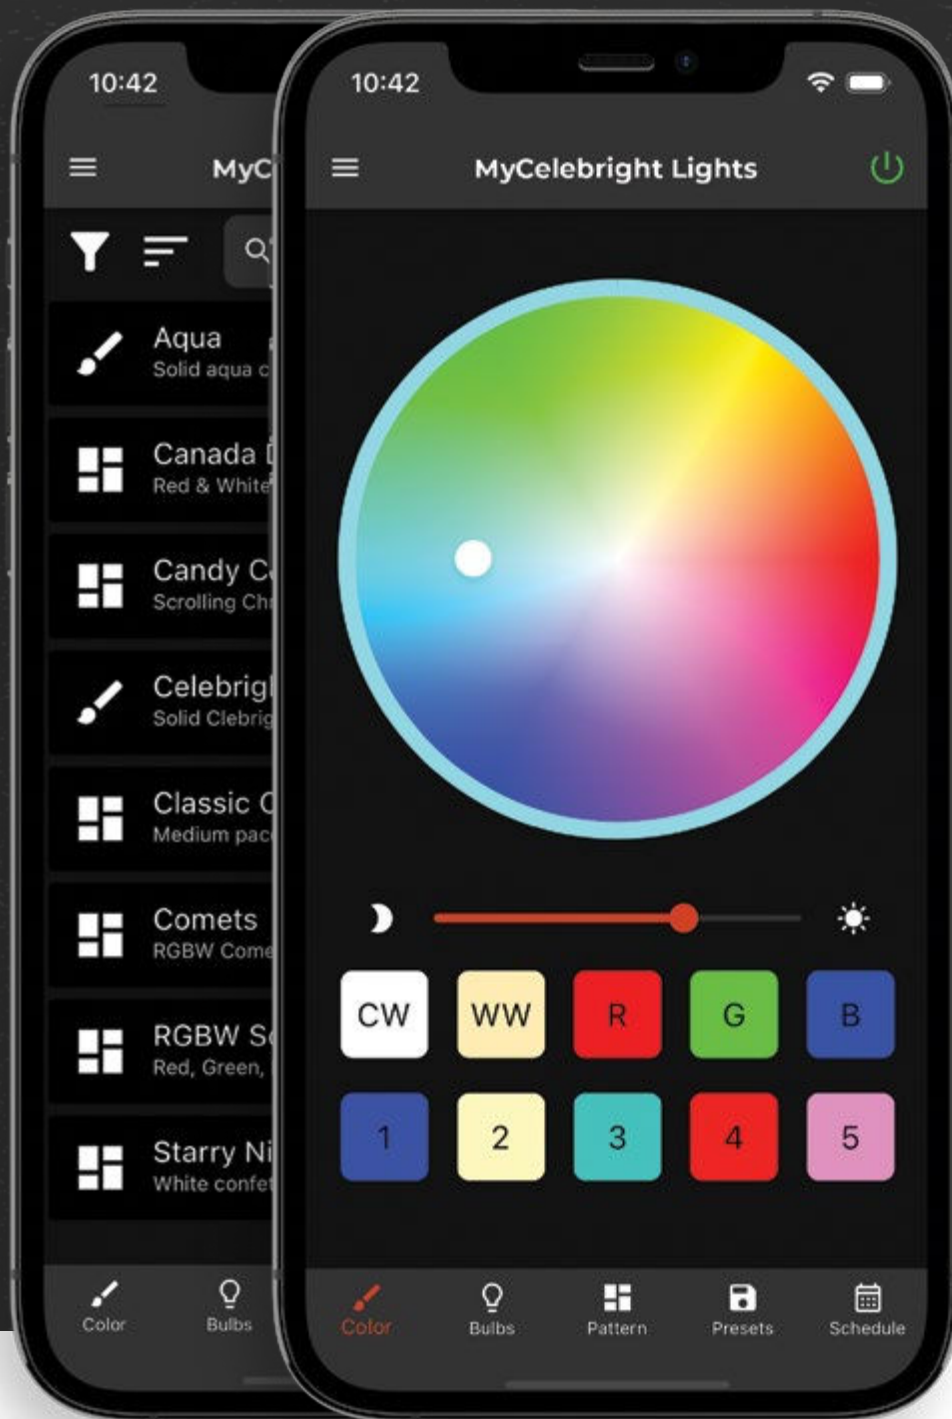 10:42
MyC
Aqua
Solid aqua c
Canada
Red & White
Candy C
Scrolling Chr
Celebrig
Solid Clebrig
Classic C
Medium pac
Comets
RGBW Come
RGBW So
Red, Green,
Starry Ni
White confet
Color
Bulbs
10:42
MyCelebright Lights
CW WW R G B
1 2 3 4 5
Color
Bulbs
Pattern
Presets
Schedule